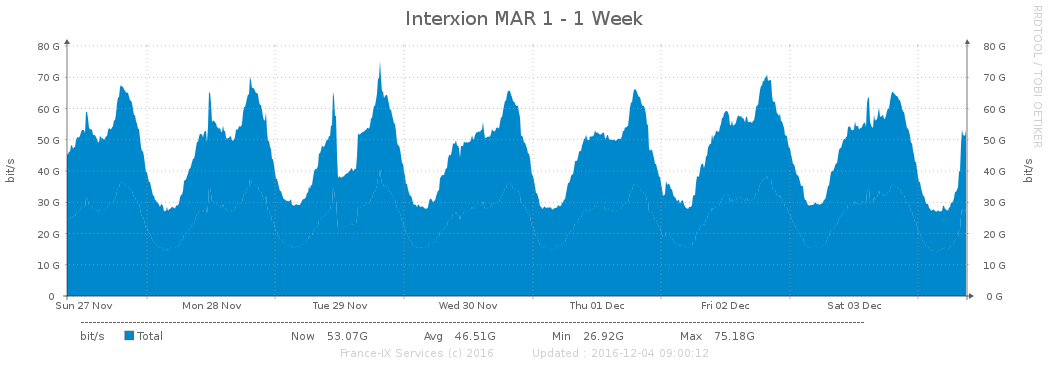 Interxion MAR 1 - 1 Week
RRDTOOL / TOBI OETIKER
bit/s
80 G 80 G
70 G 70 G
60 G 60 G
50 G 50 G
40 G 40 G
30 G 30 G
20 G 20 G
10 G 10 G
0 0 G
bit/s
Sun 27 Nov Mon 28 Nov Tue 29 Nov Wed 30 Nov Thu 01 Dec Fri 02 Dec Sat 03 Dec
bit/s Total Now 53.07G Avg 46.51G Min 26.92G Max 75.18G
France-IX Services (c) 2016 Updated : 2016-12-04 09:00:12